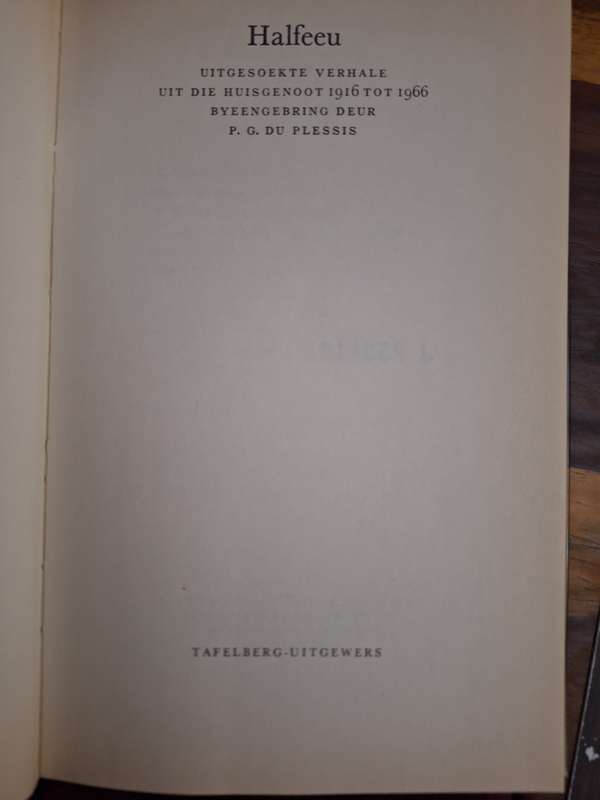 Halfeeu
UITGESOEKTE VERHALE
UIT DIE HUISGENOOT 1916 TOT 1966
BYEENGEBRING DEUR
P. G. DU PLESSIS
TAFELBERG-UITGEWERS